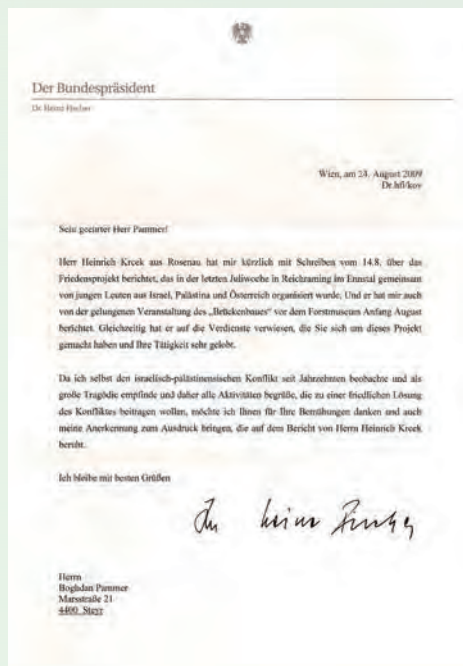 Der Bundespräsident
Dr. Heinz Fischer
Wien, am 24. August 2009
Dr.hfi/kov
Sehr geehrter Herr Pammer!
Herr Heinrich Kreek aus Rosenau hat mir kürzlich mit Schreiben vom 14.8. über das
Friedensprojekt berichtet, das in der letzten Juliwoche in Reichraming im Ennstal gemeinsam
von jungen Leuten aus Israel, Palästina und Österreich organisiert wurde. Und er hat mir auch
von der gelungenen Veranstaltung des „Brückenbaues" vor dem Forstmuseum Anfang August
berichtet. Gleichzeitig hat er auf die Verdienste verwiesen, die Sie sich um dieses Projekt
gemacht haben und Ihre Tätigkeit sehr gelobt.
Da ich selbst den israelisch-palästinensischen Konflikt seit Jahrzehnten beobachte und als
große Tragödie empfinde und daher alle Aktivitäten begrüße, die zu einer friedlichen Lösung
des Konfliktes beitragen wollen, möchte ich Ihnen für Ihre Bemühungen danken und auch
meine Anerkennung zum Ausdruck bringen, die auf dem Bericht von Herrn Heinrich Kreek
beruht.
Ich bleibe mit besten Grüßen
Ihr Heinz Fischer
Herrn
Boghdan Pammer
Marsstraße 21
4400 Steyr